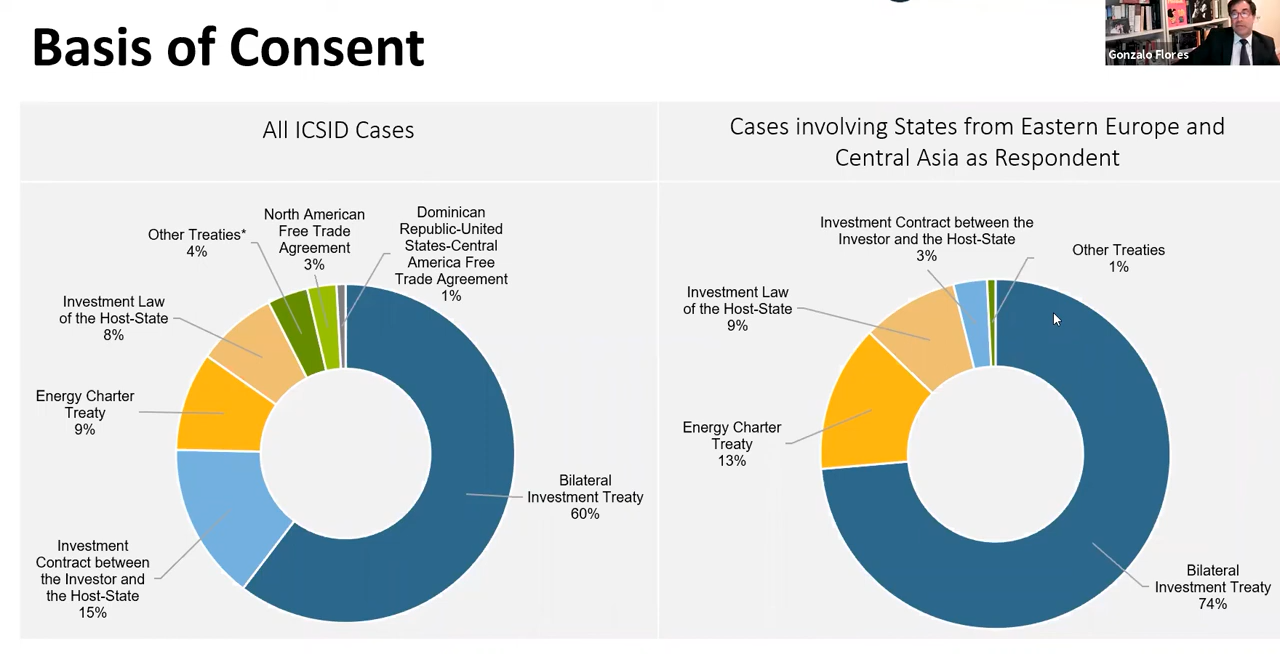 Basis of Consent
Gonzalo Flores
All ICSID Cases
North American
Free Trade
Agreement
3%
Dominican
Republic-United
States-Central
America Free
Trade Agreement
1%
Other Treaties*
4%
Investment Law
of the Host-State
8%
Energy Charter
Treaty
9%
Investment
Contract between
the Investor and
the Host-State
15%
Bilateral
Investment Treaty
60%
Cases involving States from Eastern Europe and
Central Asia as Respondent
Investment Contract between the
Investor and the Host-State
3%
Other Treaties
1%
Investment Law
of the Host-State
9%
Energy Charter
Treaty
13%
Bilateral
Investment Treaty
74%